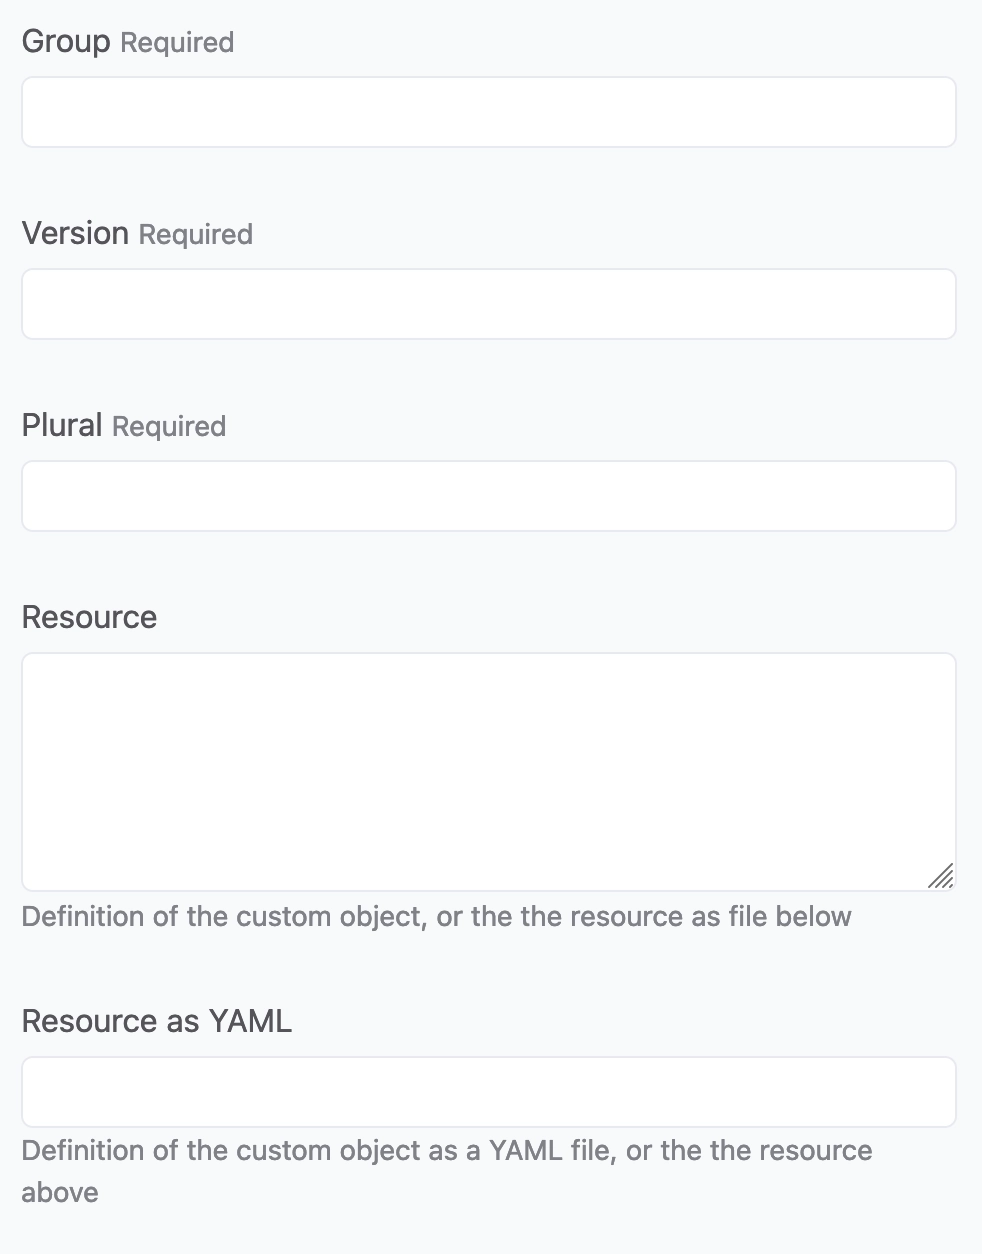 Group Required
Version Required
Plural Required
Resource
Definition of the custom object, or the the resource as file below
Resource as YAML
Definition of the custom object as a YAML file, or the the resource
above